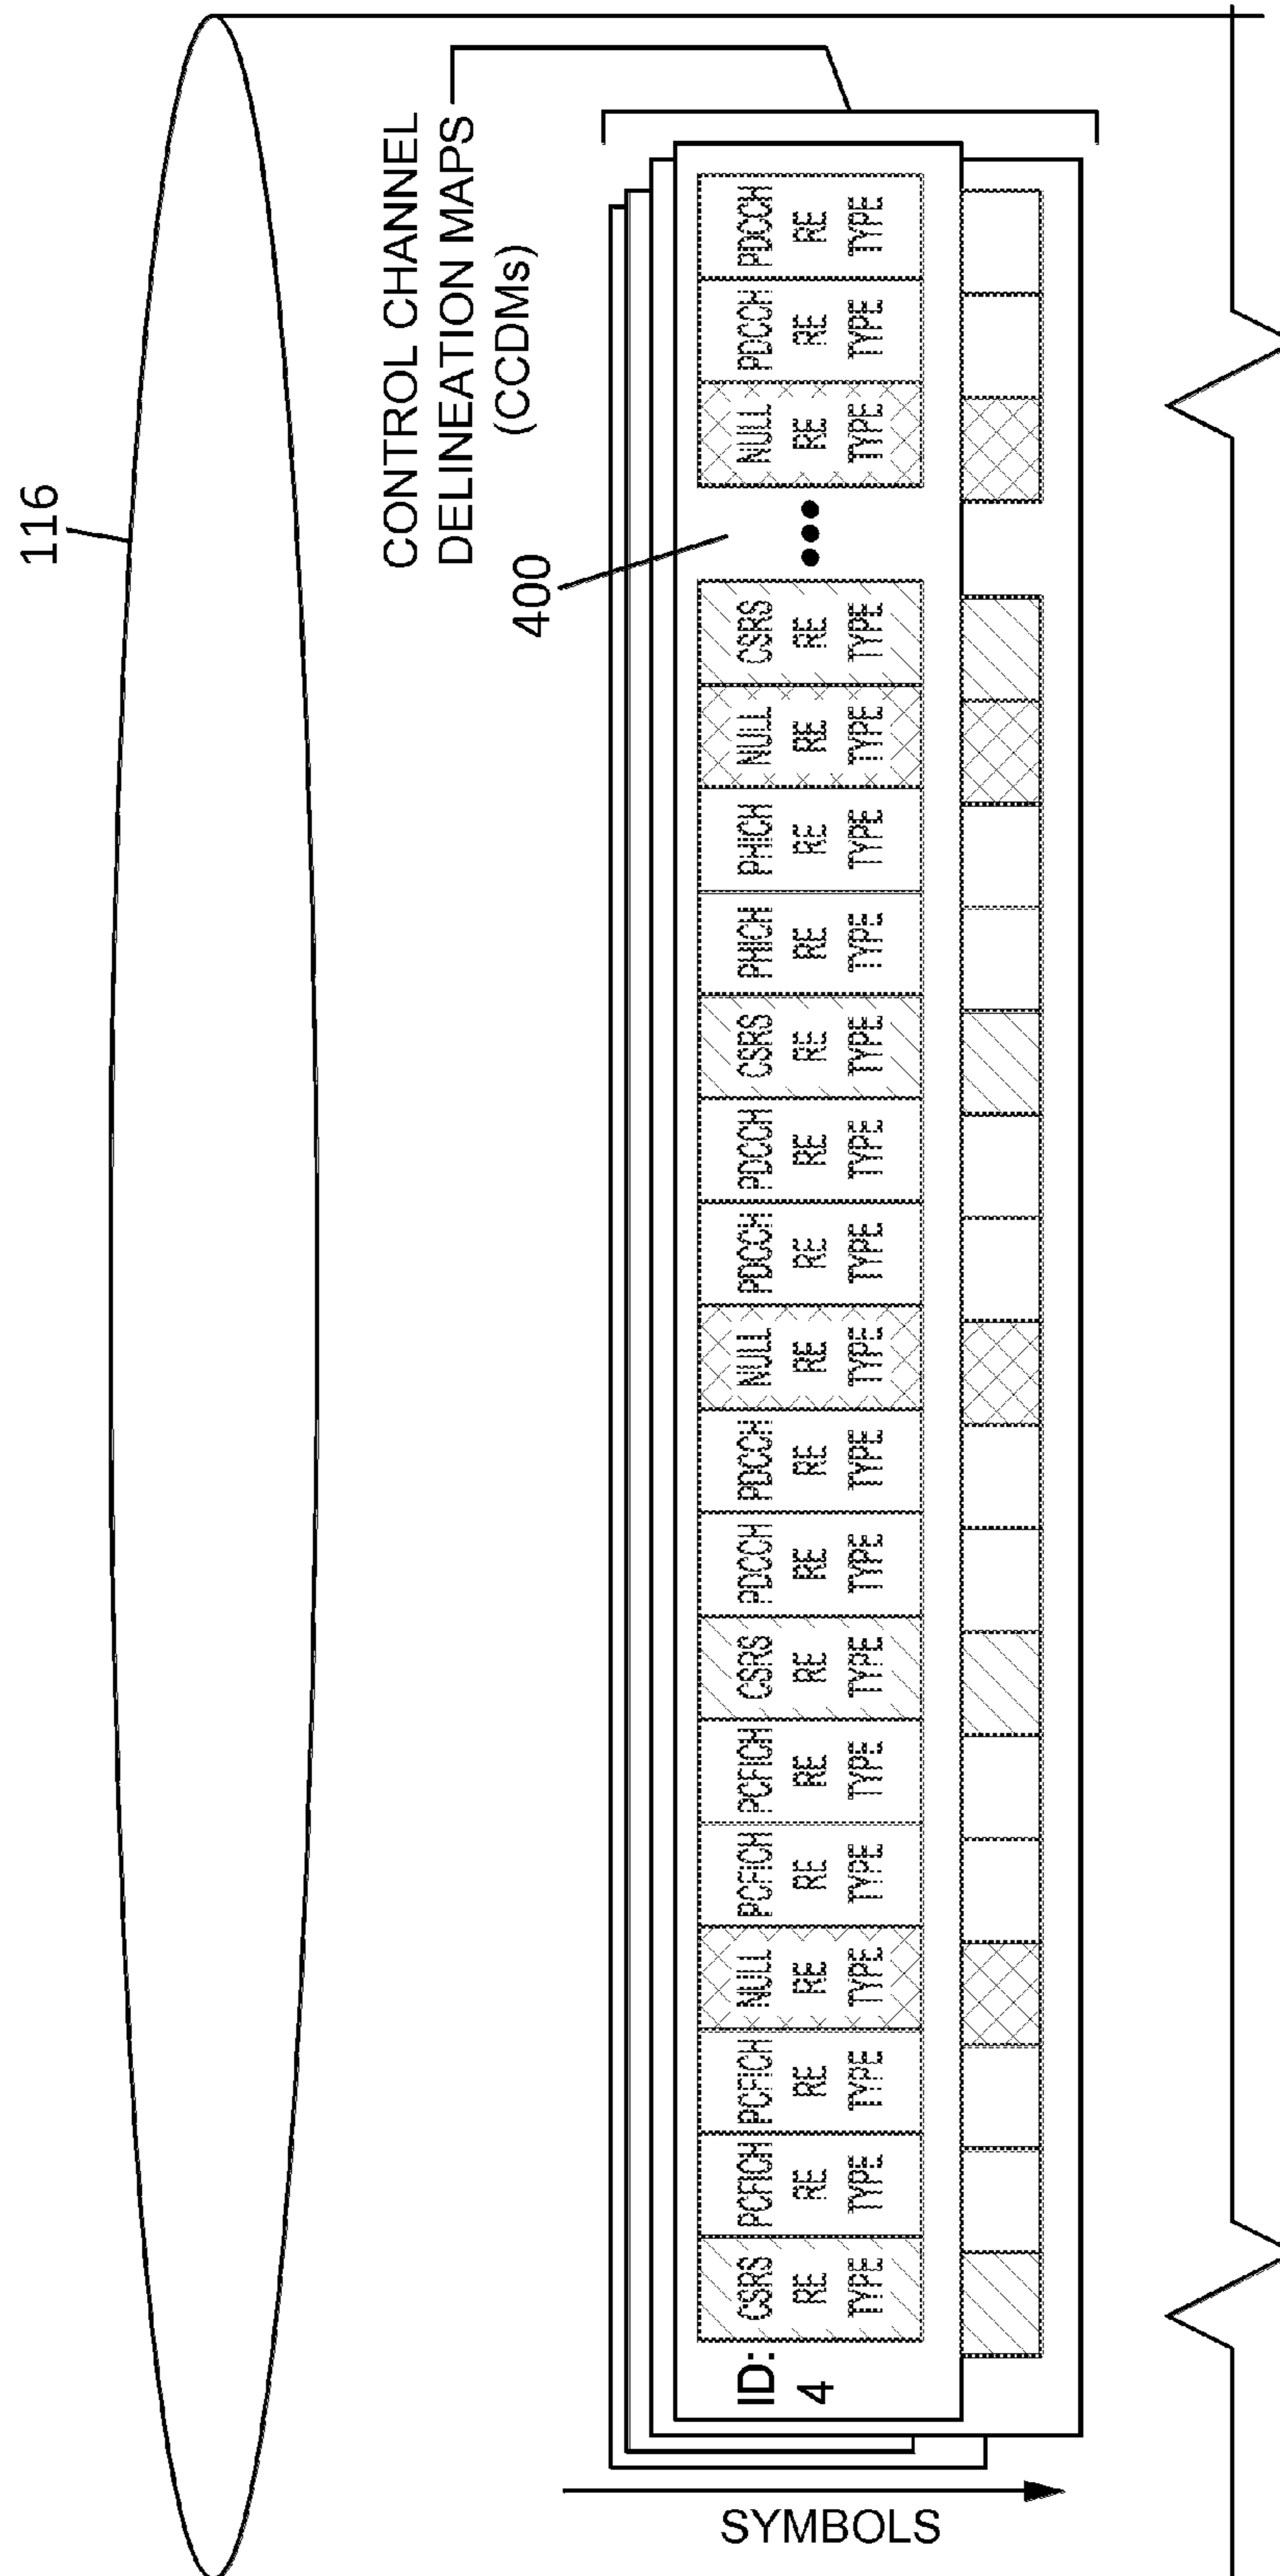 116
CONTROL CHANNEL
DELINEATION MAPS
(CCDMs)
400
SYMBOLS
ID:
4
CSRS
RE
TYPE
PCFICH
RE
TYPE
PCFICH
RE
TYPE
NULL
RE
TYPE
PCFICH
RE
TYPE
PCFICH
RE
TYPE
CSRS
RE
TYPE
PDCCH
RE
TYPE
PDCCH
RE
TYPE
NULL
RE
TYPE
PDCCH
RE
TYPE
PDCCH
RE
TYPE
CSRS
RE
TYPE
PHICH
RE
TYPE
PHICH
RE
TYPE
NULL
RE
TYPE
CSRS
RE
TYPE
NULL
RE
TYPE
PDCCH
RE
TYPE
PDCCH
RE
TYPE